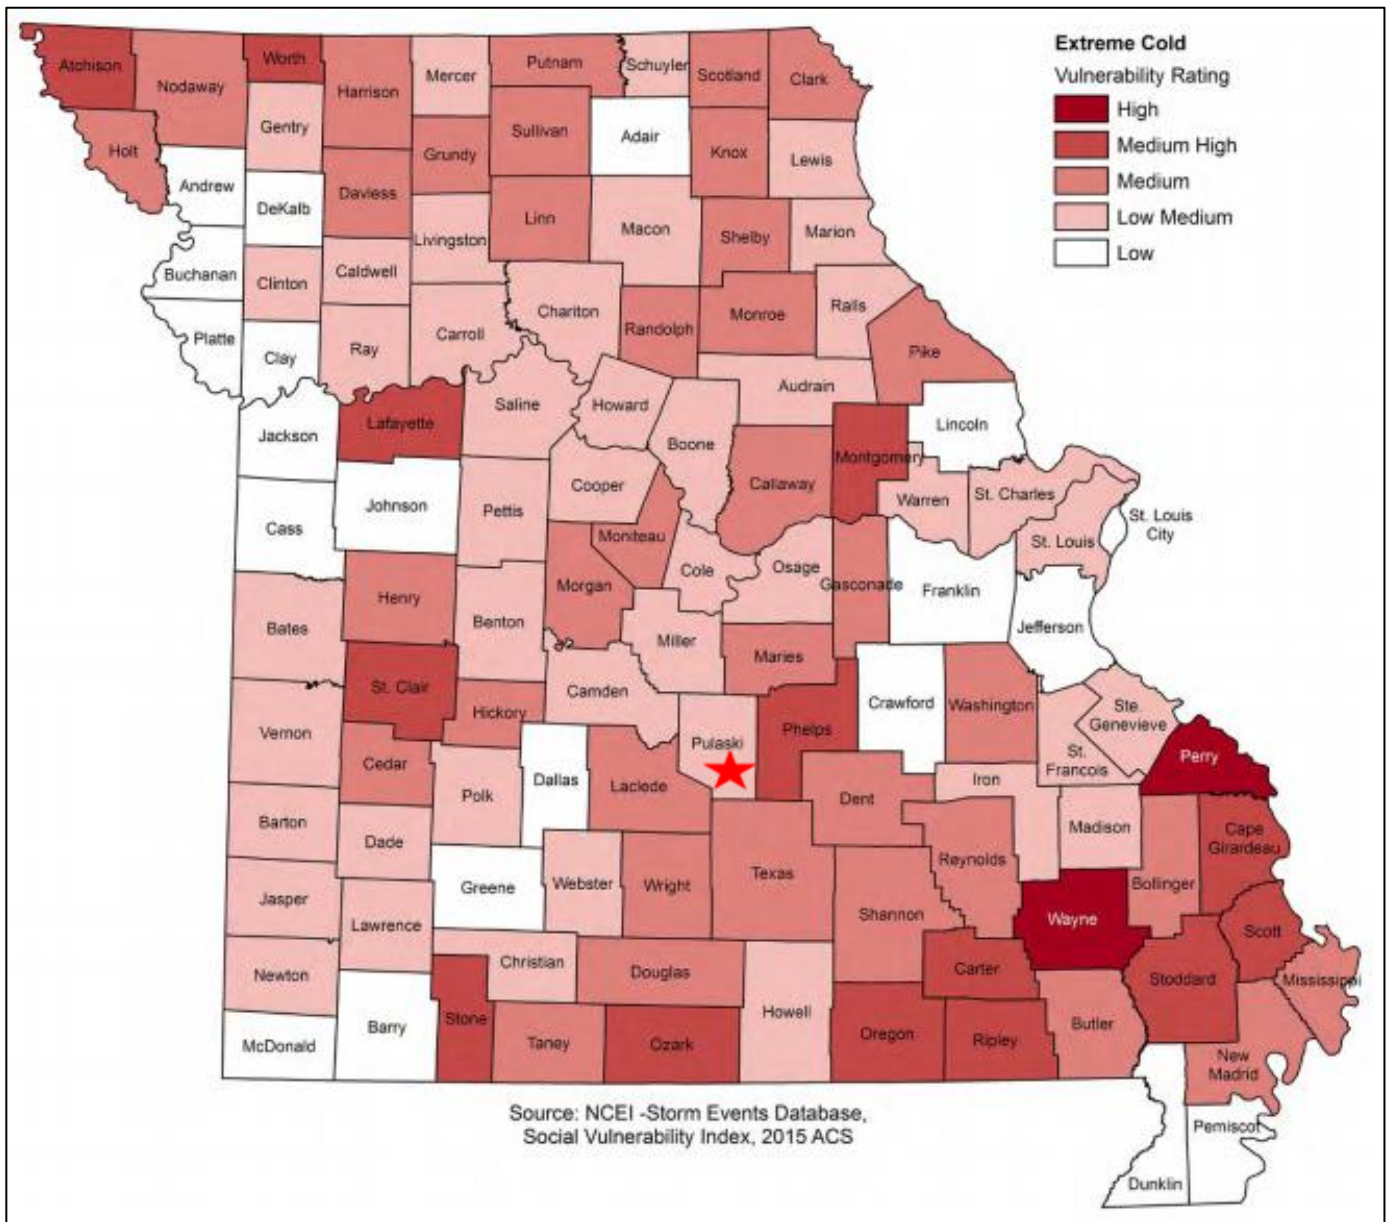 Extreme Cold
Vulnerability Rating
High
Medium High
Medium
Low Medium
Low
Atchison
Nodaway
Worth
Harrison
Mercer
Putnam
Schuyler
Scotland
Clark
Holt
Gentry
Grundy
Sullivan
Adair
Knox
Lewis
Andrew
DeKalb
Daviess
Livingston
Linn
Macon
Shelby
Marion
Buchanan
Clinton
Caldwell
Chariton
Randolph
Monroe
Ralls
Platte
Clay
Ray
Carroll
Pike
Audrain
Jackson
Lafayette
Saline
Howard
Boone
Lincoln
Callaway
Montgomery
Cass
Johnson
Pettis
Cooper
Warren
St. Charles
St. Louis
City
St. Louis
Moniteau
Morgan
Cole
Osage
Gasconade
Franklin
Jefferson
Henry
Bates
Benton
Miller
Maries
St. Clair
Camden
Crawford
Washington
Ste.
Genevieve
Vernon
Hickory
Pulaski
Phelps
St.
Francois
Perry
Cedar
Dallas
Laclede
Dent
Iron
Polk
Barton
Dade
Madison
Cape
Girardeau
Jasper
Greene
Webster
Wright
Texas
Reynolds
Bollinger
Lawrence
Shannon
Wayne
Scott
Newton
Christian
Douglas
Carter
Stoddard
Mississippi
McDonald
Barry
Stone
Taney
Ozark
Howell
Oregon
Ripley
Butler
New
Madrid
Pemiscot
Dunklin
Source: NCEI -Storm Events Database,
Social Vulnerability Index, 2015 ACS